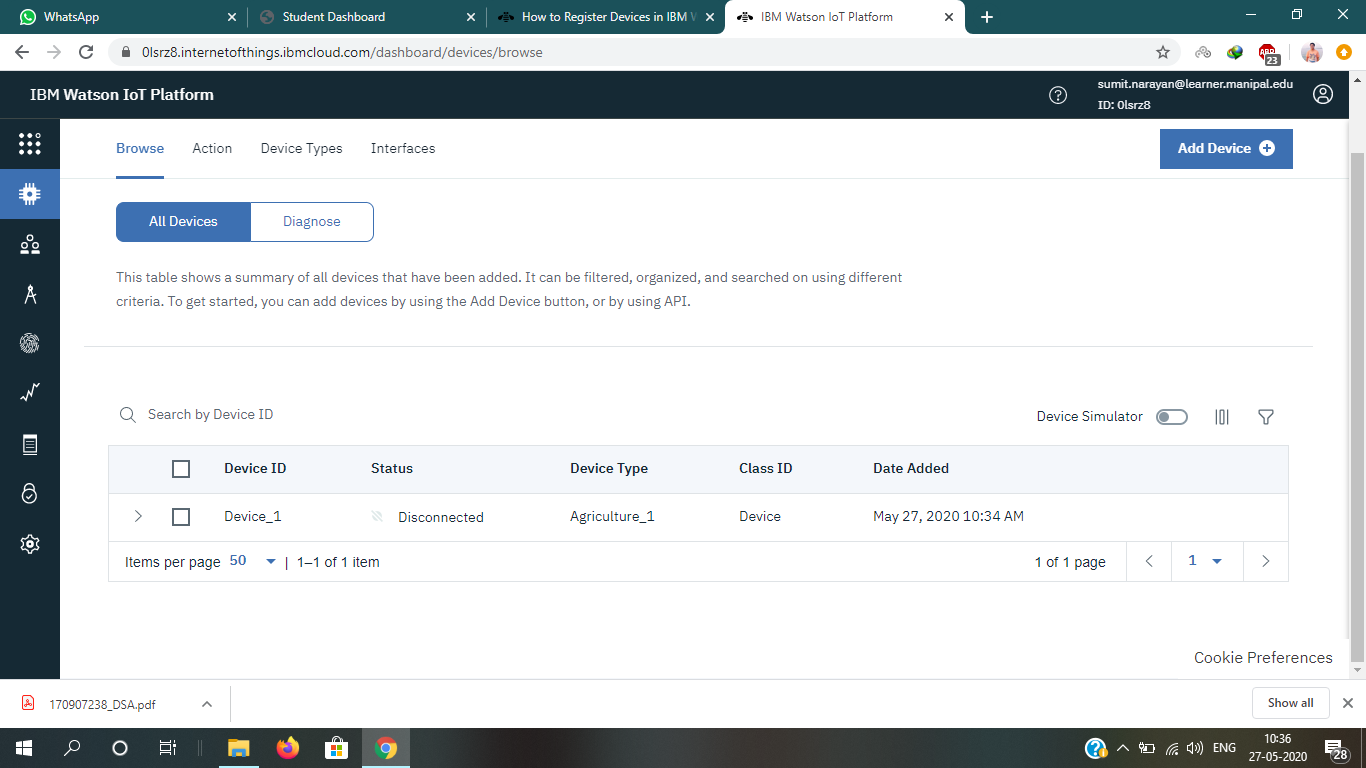 WhatsApp
Student Dashboard
How to Register Devices in IBM W
IBM Watson IoT Platform
0lsrz8.internetofthings.ibmcloud.com/dashboard/devices/browse
23
IBM Watson IoT Platform
sumit.narayan@learner.manipal.edu
ID: 0lsrz8
Browse Action Device Types Interfaces
Add Device
All Devices Diagnose
This table shows a summary of all devices that have been added. It can be filtered, organized, and searched on using different
criteria. To get started, you can add devices by using the Add Device button, or by using API.
Search by Device ID
Device Simulator
Device ID Status Device Type Class ID Date Added
Device_1 Disconnected Agriculture_1 Device May 27, 2020 10:34 AM
Items per page 50 | 1–1 of 1 item
1 of 1 page 1
Cookie Preferences
170907238_DSA.pdf
Show all
ENG
10:36
27-05-2020
28